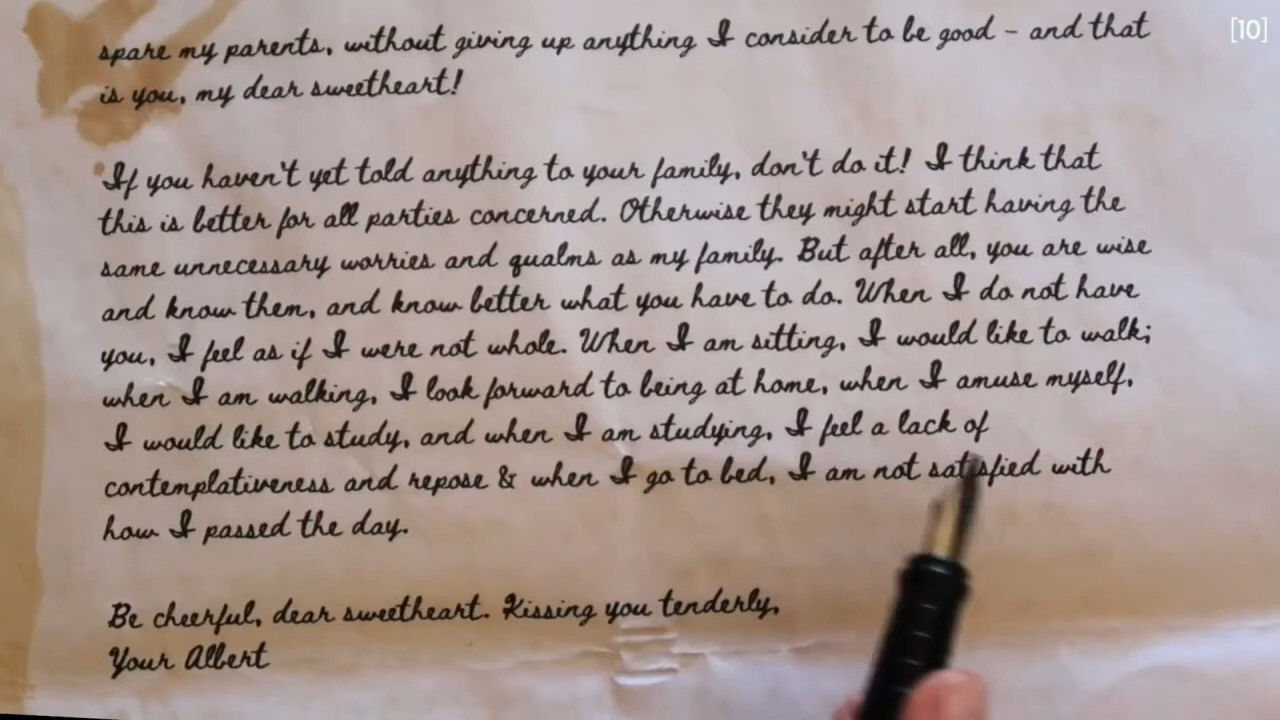 [10]
spare my parents, without giving up anything I consider to be good - and that
is you, my dear sweetheart!
If you haven't yet told anything to your family, don't do it! I think that
this is better for all parties concerned. Otherwise they might start having the
same unnecessary worries and qualms as my family. But after all, you are wise
and know them, and know better what you have to do. When I do not have
you, I feel as if I were not whole. When I am sitting, I would like to walk;
when I am walking, I look forward to being at home, when I amuse myself,
I would like to study, and when I am studying, I feel a lack of
contemplativeness and repose & when I go to bed, I am not satisfied with
how I passed the day.
Be cheerful, dear sweetheart. Kissing you tenderly,
Your Albert